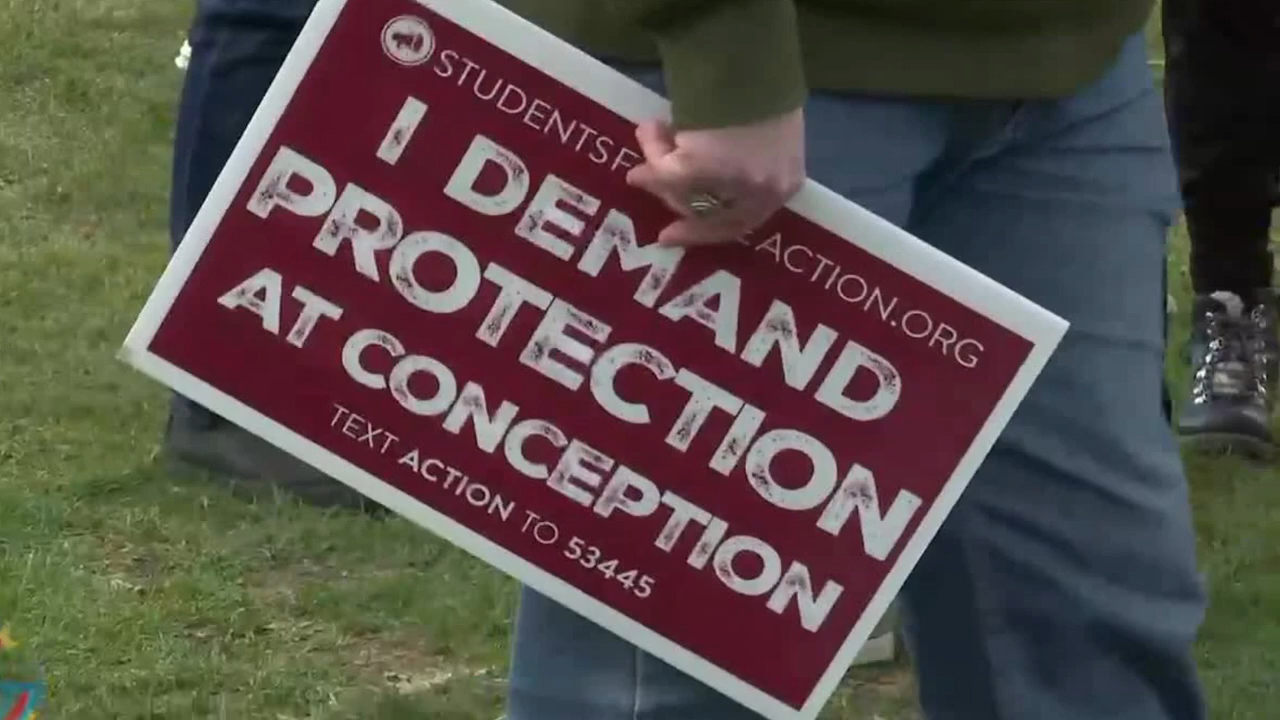 STUDENTSF
ACTION.ORG
I DEMAND
PROTECTION
AT CONCEPTION
TEXT ACTION TO 53445